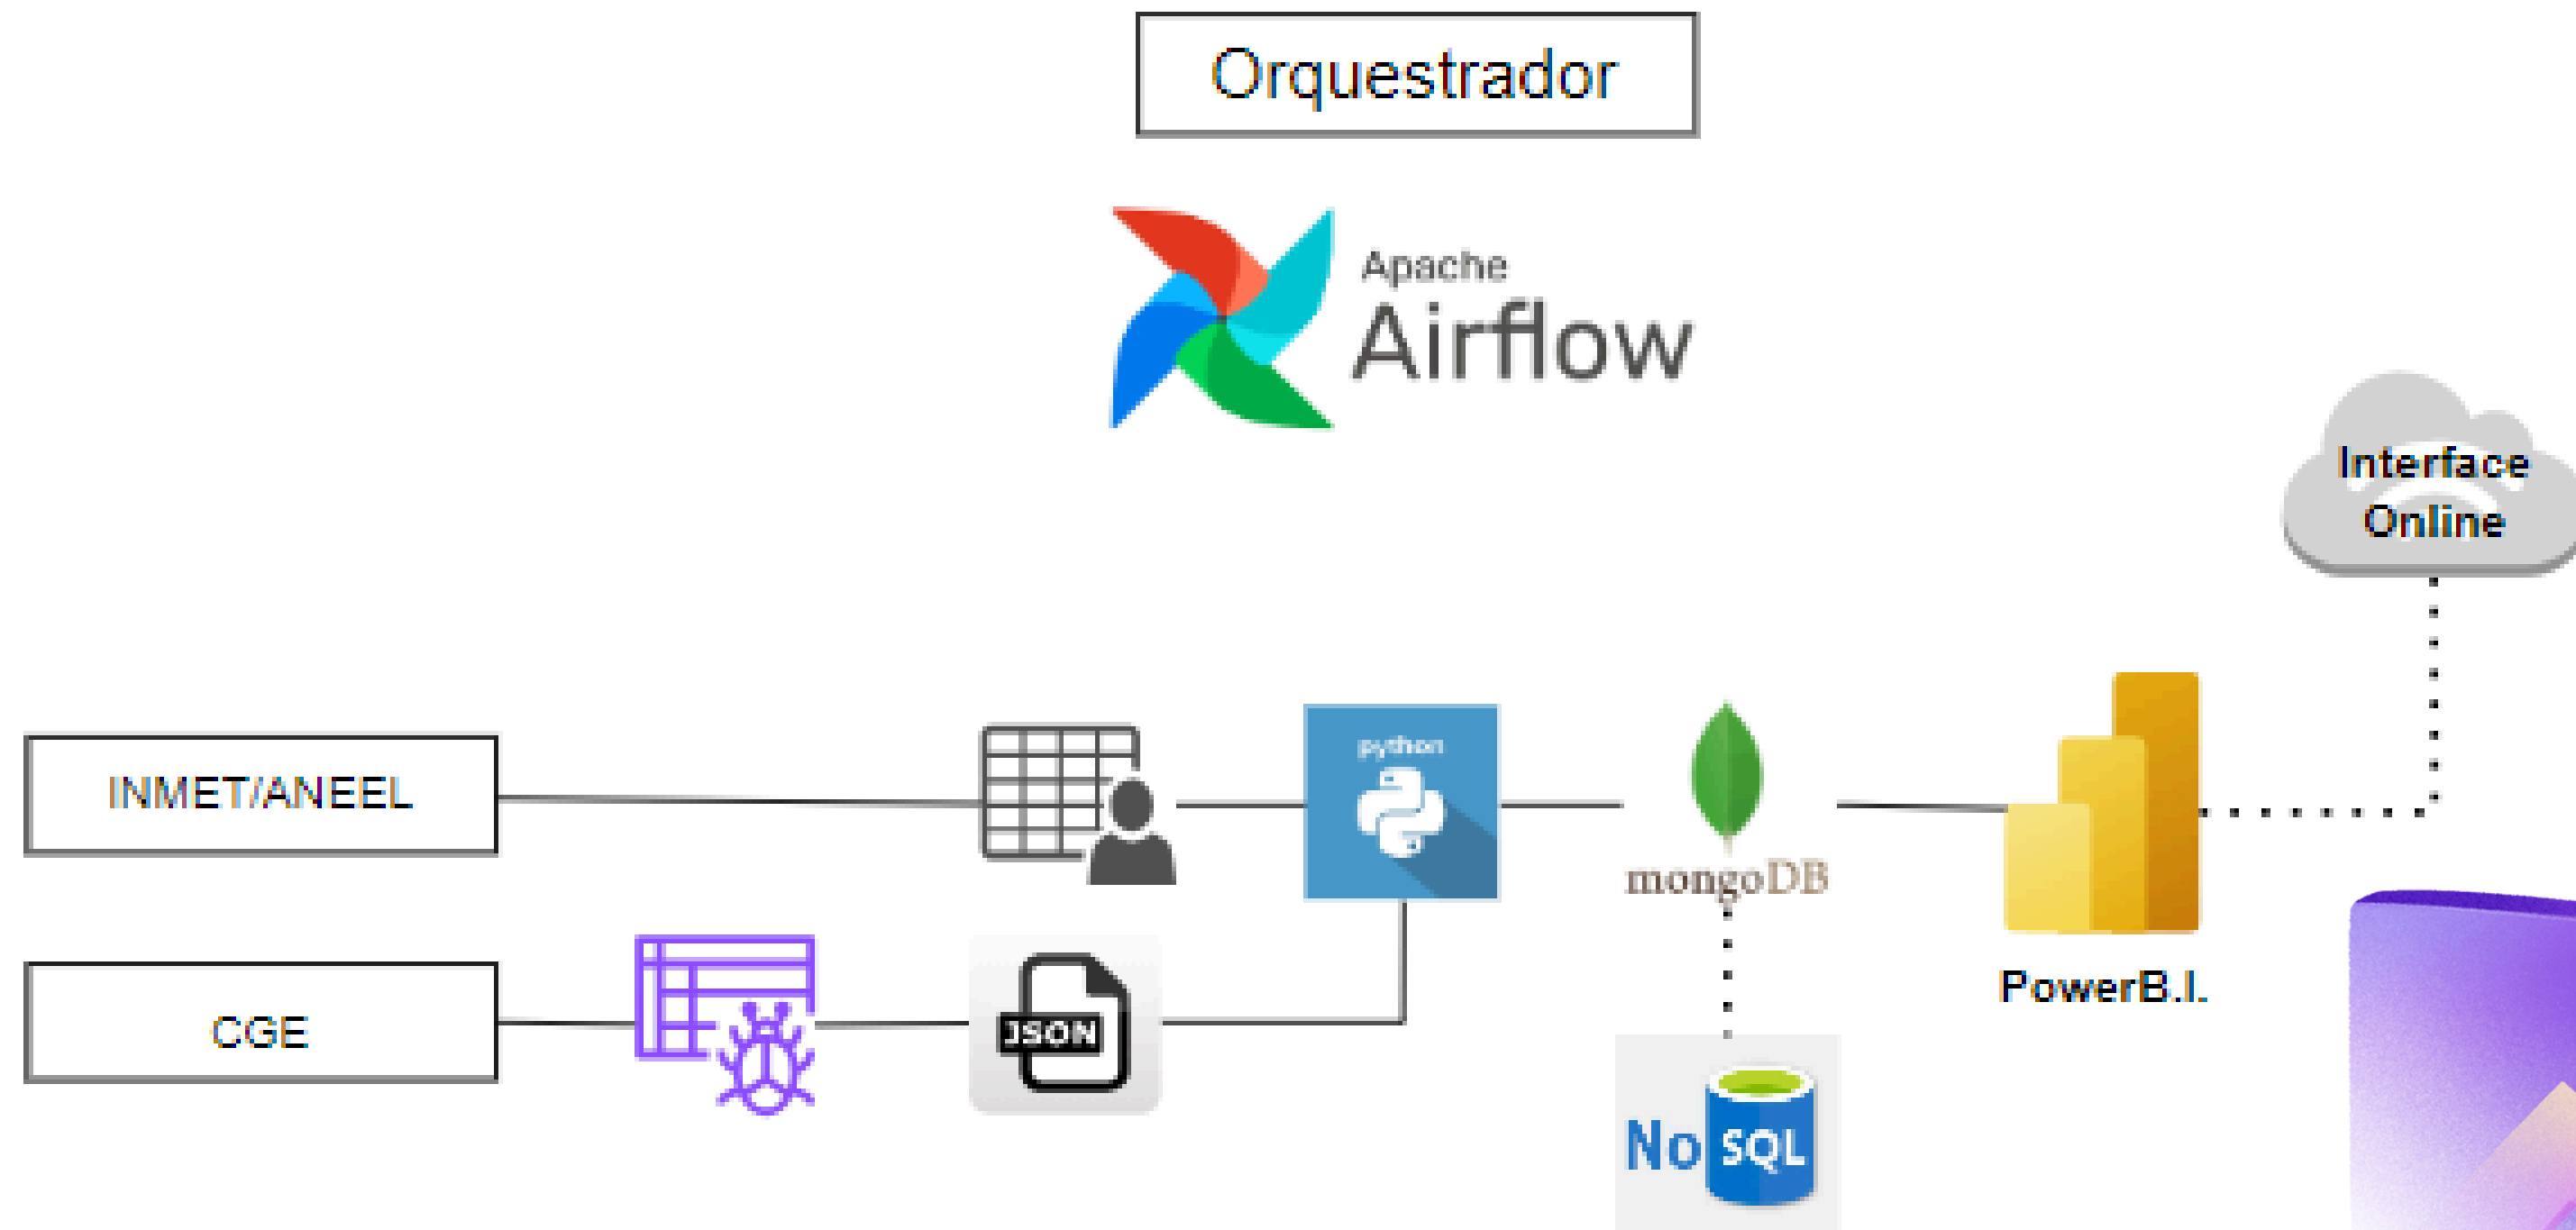 Orquestrador
Apache
Airflow
Interface
Online
INMET/ANEEL
python
mongoDB
PowerB.I.
CGE
JSON
No SQL